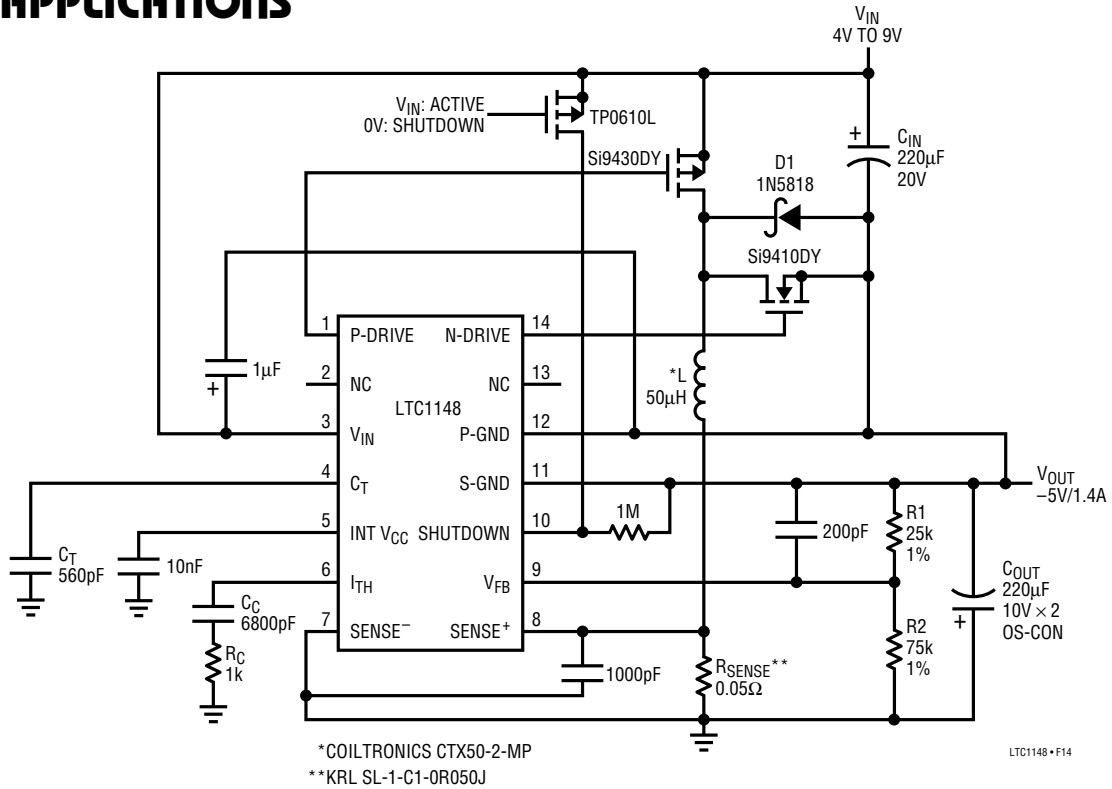 APPLICATIONS
VIN
4V TO 9V
VIN: ACTIVE
0V: SHUTDOWN
TP0610L
Si9430DY
D1
1N5818
+
CIN
220µF
20V
Si9410DY
1µF
+
*L
50µH
LTC1148
1
P-DRIVE
2
NC
3
VIN
4
CT
5
INT VCC
6
ITH
7
SENSE−
14
N-DRIVE
13
NC
12
P-GND
11
S-GND
10
SHUTDOWN
9
VFB
8
SENSE+
1M
200pF
R1
25k
1%
VOUT
−5V/1.4A
CT
560pF
10nF
CC
6800pF
RC
1k
1000pF
RSENSE**
0.05Ω
R2
75k
1%
COUT
220µF
10V × 2
OS-CON
+
*COILTRONICS CTX50-2-MP
**KRL SL-1-C1-0R050J
LTC1148 • F14